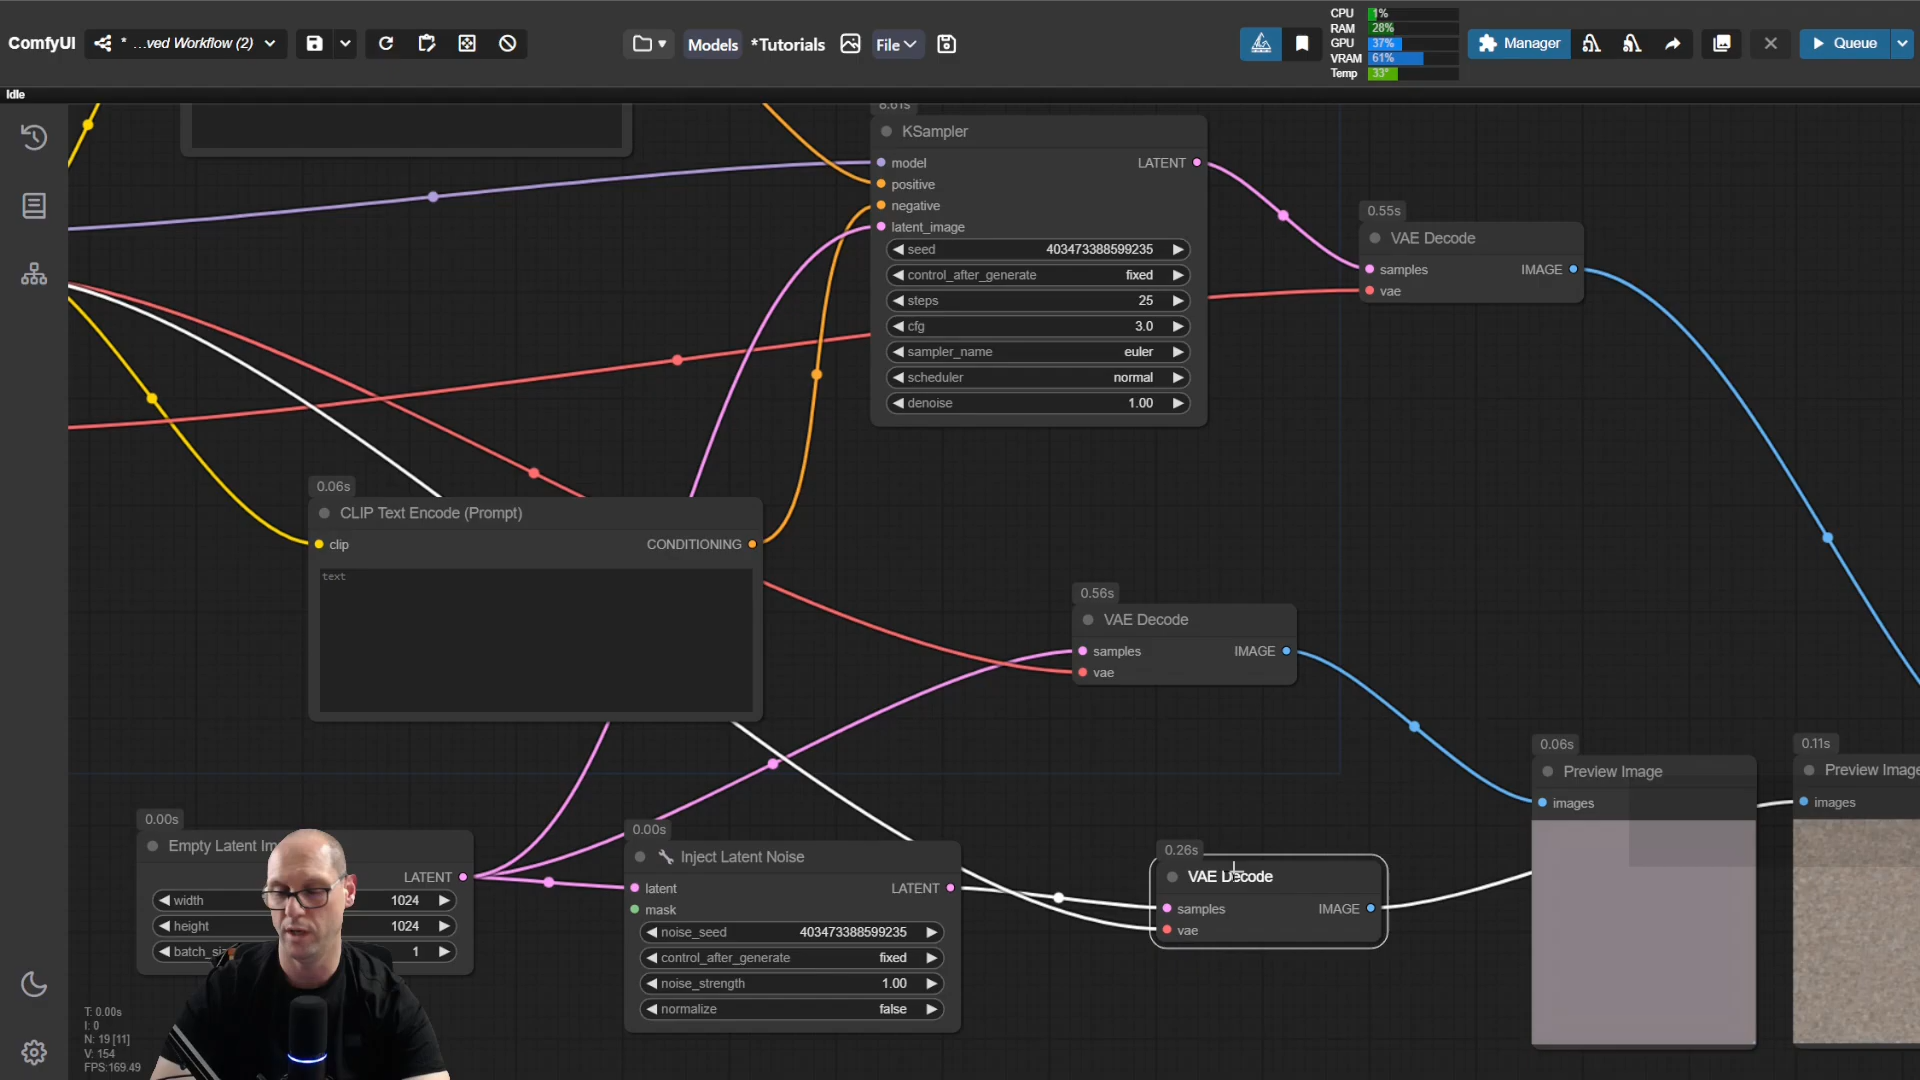 ComfyUI
* ...ved Workflow (2)
Models
*Tutorials
File
CPU 1%
RAM 28%
GPU 37%
VRAM 61%
Temp 33°
Manager
Queue
Idle
8.61s
KSampler
model
LATENT
positive
negative
latent_image
seed 403473388599235
control_after_generate fixed
steps 25
cfg 3.0
sampler_name euler
scheduler normal
denoise 1.00
0.55s
VAE Decode
samples IMAGE
vae
0.06s
CLIP Text Encode (Prompt)
clip CONDITIONING
text
0.56s
VAE Decode
samples IMAGE
vae
0.06s
Preview Image
images
0.11s
Preview Image
images
0.00s
Empty Latent Im
LATENT
width 1024
height 1024
batch_siz 1
0.00s
Inject Latent Noise
latent LATENT
mask
noise_seed 403473388599235
control_after_generate fixed
noise_strength 1.00
normalize false
0.26s
VAE Decode
samples IMAGE
vae
T: 0.00s
I: 0
N: 19 [11]
V: 154
FPS:169.49